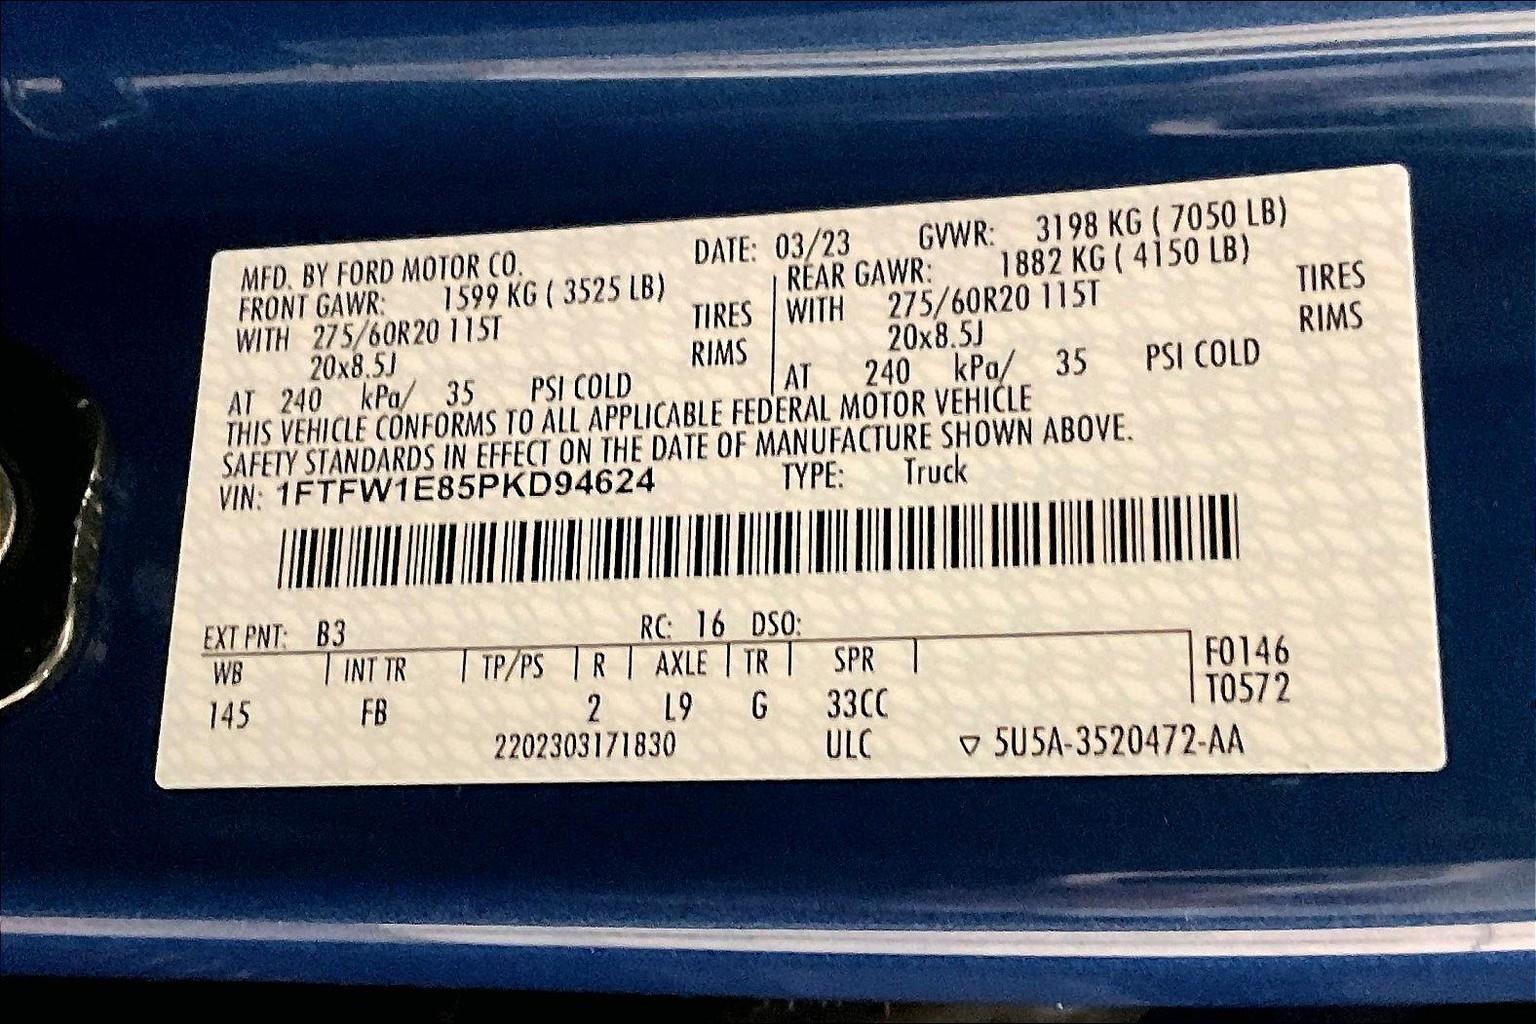 MFD. BY FORD MOTOR CO. DATE: 03/23 GVWR: 3198 KG ( 7050 LB)
FRONT GAWR: 1599 KG ( 3525 LB) REAR GAWR: 1882 KG ( 4150 LB)
WITH 275/60R20 115T TIRES WITH 275/60R20 115T TIRES
20x8.5J RIMS 20x8.5J RIMS
AT 240 kPa/ 35 PSI COLD AT 240 kPa/ 35 PSI COLD
THIS VEHICLE CONFORMS TO ALL APPLICABLE FEDERAL MOTOR VEHICLE
SAFETY STANDARDS IN EFFECT ON THE DATE OF MANUFACTURE SHOWN ABOVE.
VIN: 1FTFW1E85PKD94624 TYPE: Truck
EXT PNT: B3 RC: 16 DSO:
WB INT TR TP/PS R AXLE TR SPR F0146
145 FB 2 L9 G 33CC T0572
2202303171830 ULC ▽ 5U5A-3520472-AA